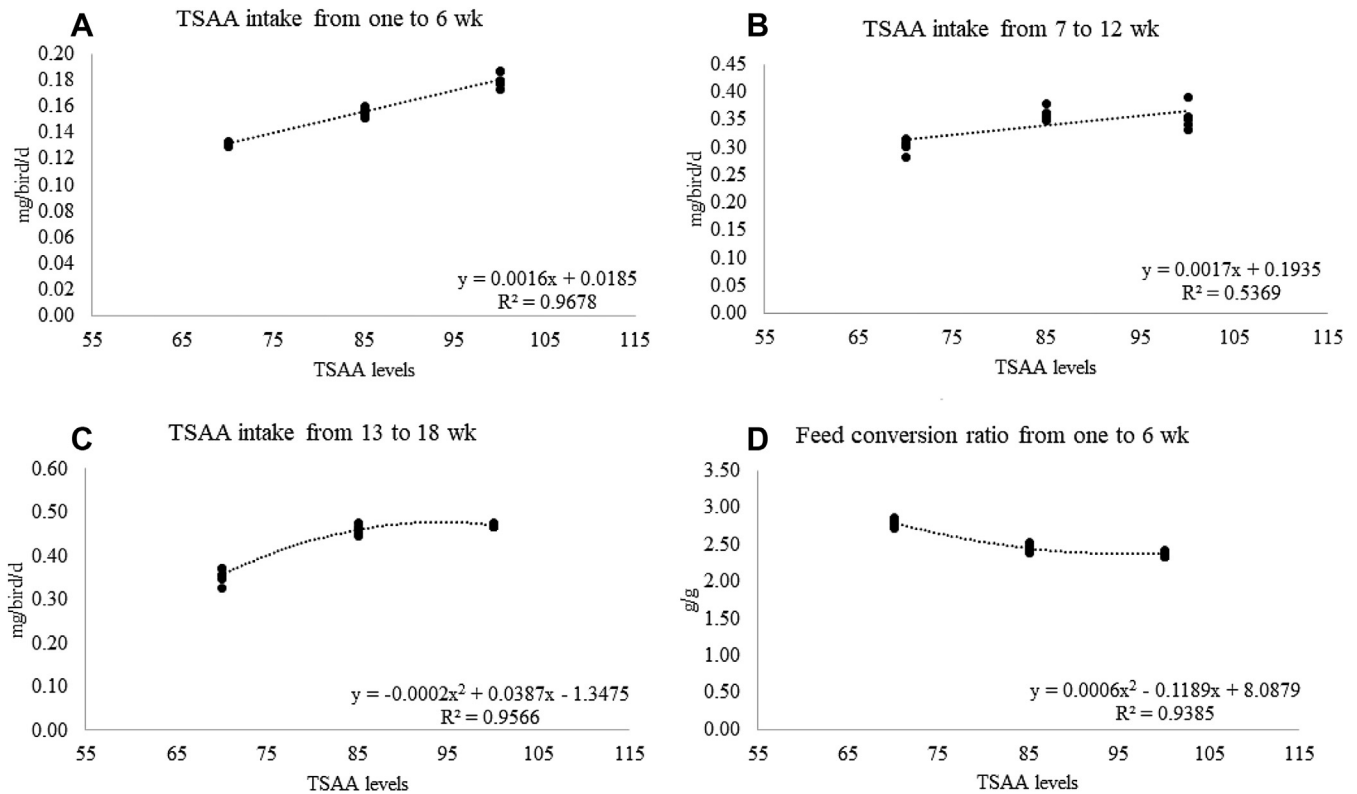 A
TSAA intake from one to 6 wk
0.20
0.18
0.16
0.14
0.12
0.10
0.08
0.06
0.04
0.02
0.00
mg/bird/d
y = 0.0016x + 0.0185
R² = 0.9678
55 65 75 85 95 105 115
TSAA levels
B
TSAA intake from 7 to 12 wk
0.45
0.40
0.35
0.30
0.25
0.20
0.15
0.10
0.05
0.00
mg/bird/d
y = 0.0017x + 0.1935
R² = 0.5369
55 65 75 85 95 105 115
TSAA levels
C
TSAA intake from 13 to 18 wk
0.60
0.50
0.40
0.30
0.20
0.10
0.00
mg/bird/d
y = -0.0002x² + 0.0387x - 1.3475
R² = 0.9566
55 65 75 85 95 105 115
TSAA levels
D
Feed conversion ratio from one to 6 wk
3.50
3.00
2.50
2.00
1.50
1.00
0.50
0.00
g/g
y = 0.0006x² - 0.1189x + 8.0879
R² = 0.9385
55 65 75 85 95 105 115
TSAA levels